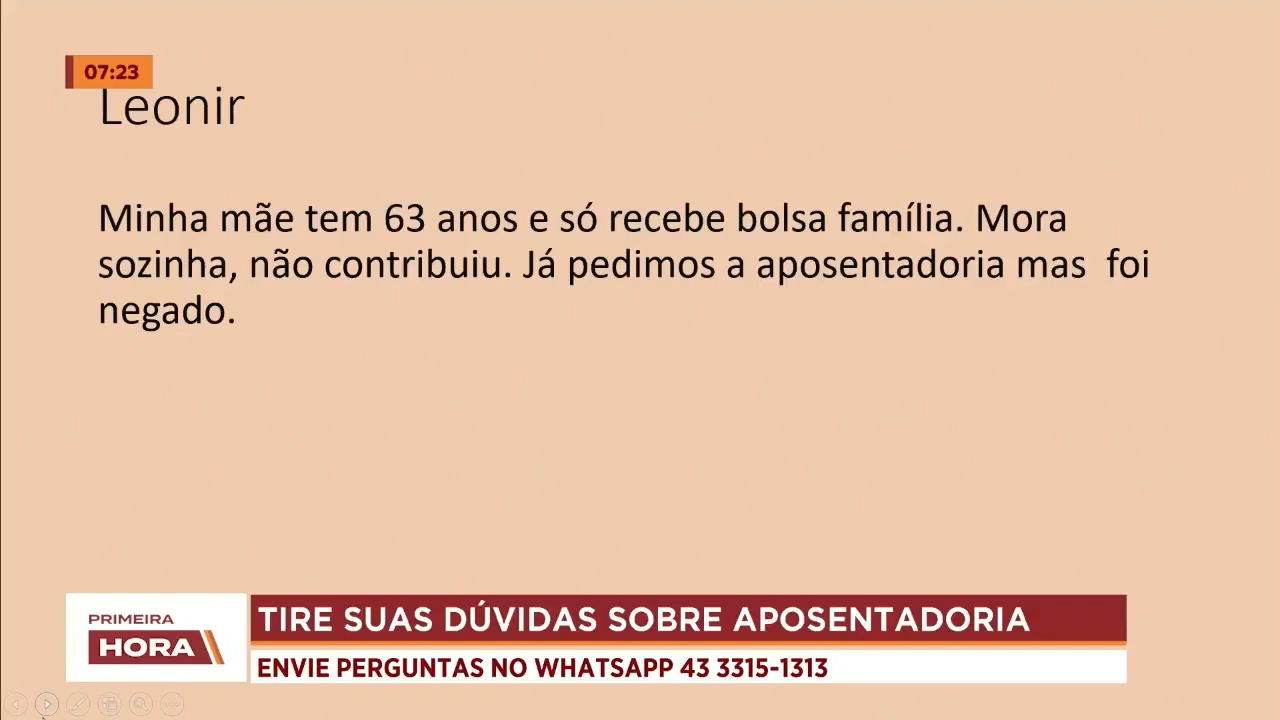 07:23
Leonir
Minha mãe tem 63 anos e só recebe bolsa família. Mora
sozinha, não contribuiu. Já pedimos a aposentadoria mas  foi
negado.
PRIMEIRA
HORA
TIRE SUAS DÚVIDAS SOBRE APOSENTADORIA
ENVIE PERGUNTAS NO WHATSAPP 43 3315-1313